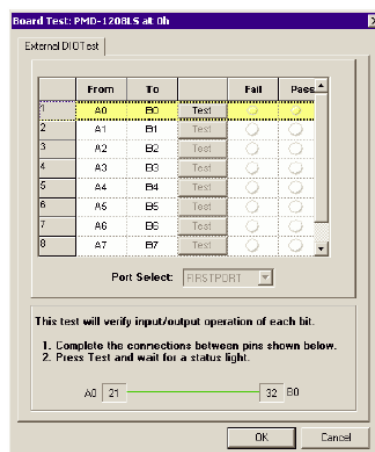 Board Test: PMD-1208LS at 0h
External DIO Test
From To Fail Pass
1 A0 B0 Test
2 A1 B1 Test
3 A2 B2 Test
4 A3 B3 Test
5 A4 B4 Test
6 A5 B5 Test
7 A6 B6 Test
8 A7 B7 Test
Port Select: FIRSTPORT
This test will verify input/output operation of each bit.
1. Complete the connections between pins shown below.
2. Press Test and wait for a status light.
A0 21 32 B0
OK Cancel